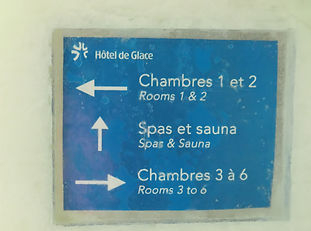 Hôtel de Glace
Chambres 1 et 2
Rooms 1 & 2
Spas et sauna
Spas & Sauna
Chambres 3 à 6
Rooms 3 to 6